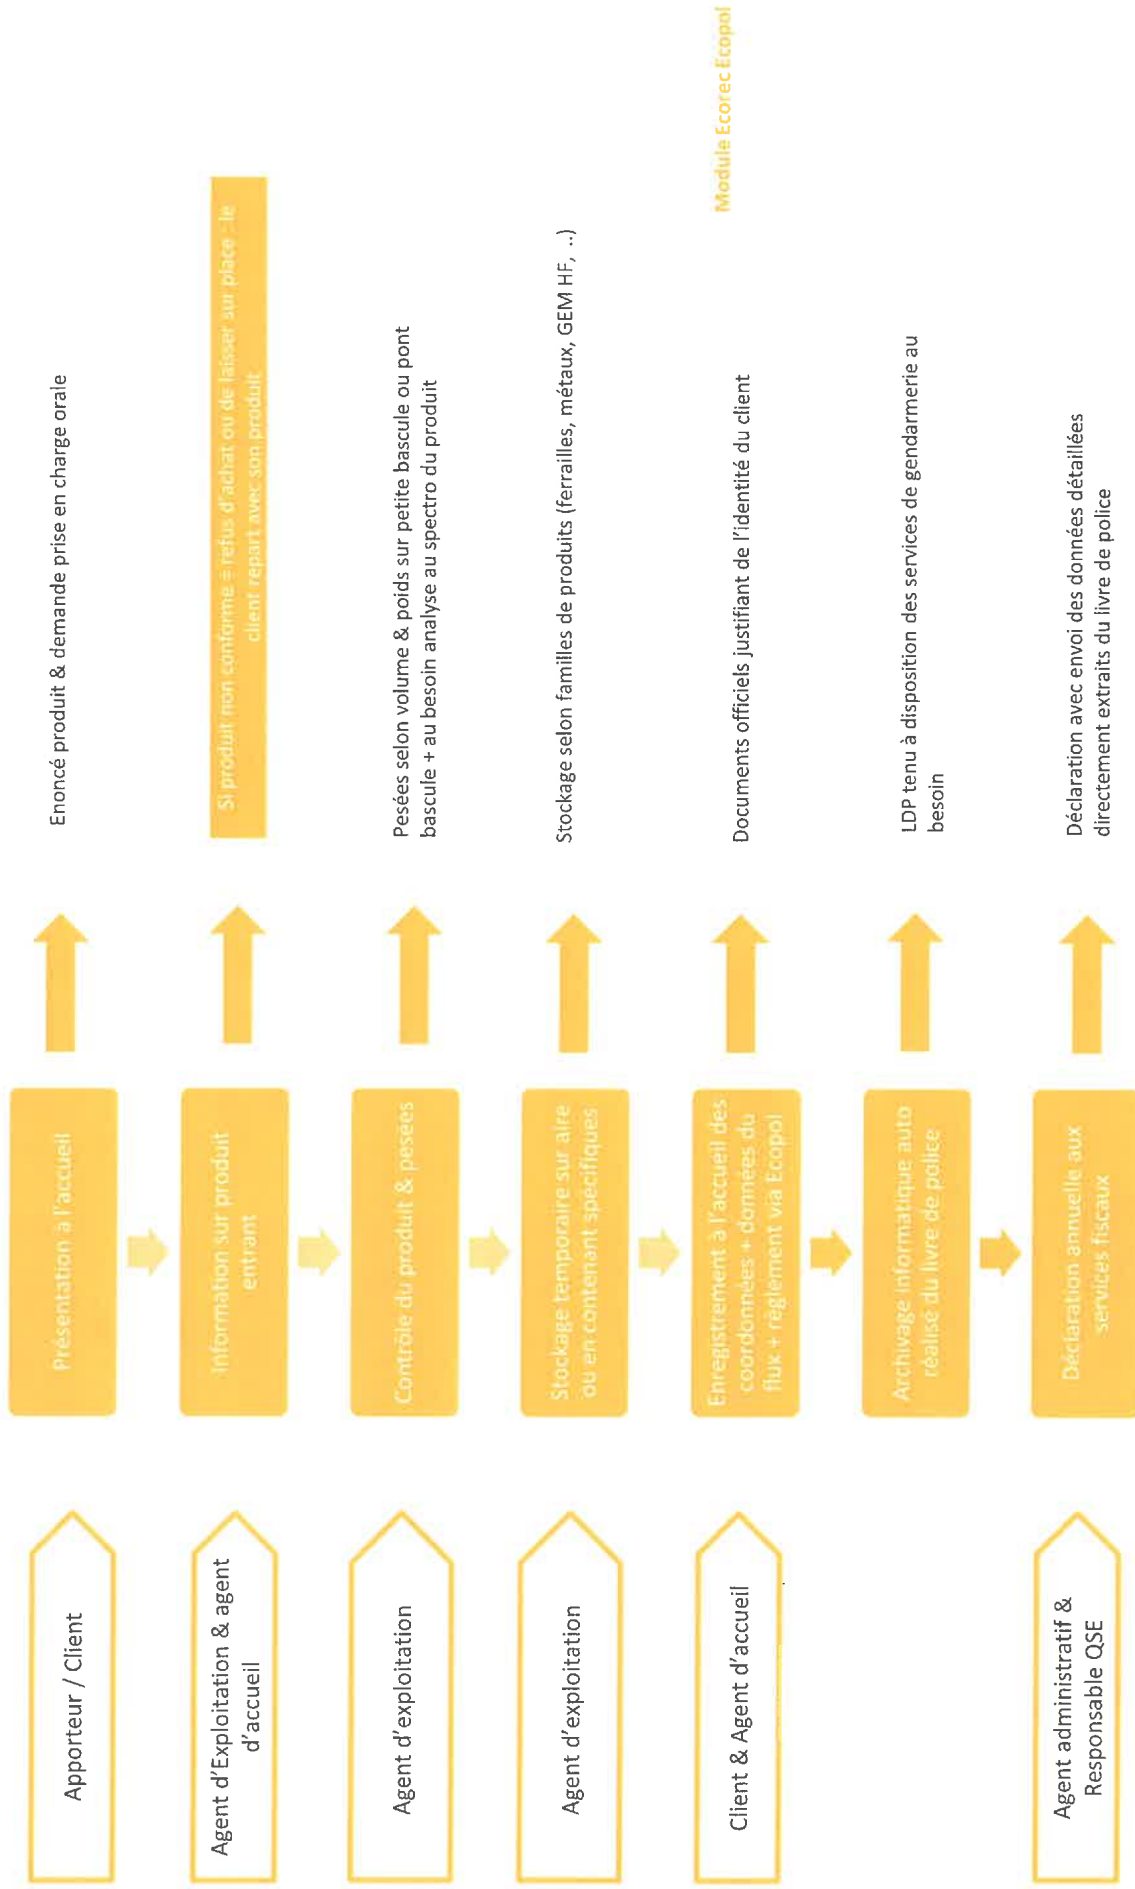 Apporteur / Client
Présentation à l'accueil
Enoncé produit & demande prise en charge orale
Agent d'Exploitation & agent
d'accueil
Information sur produit
entrant
Si produit non conforme = refus d'achat ou de laisser sur place : le
client repart avec son produit
Agent d'exploitation
Contrôle du produit & pesées
Pesées selon volume & poids sur petite bascule ou pont
bascule + au besoin analyse au spectro du produit
Agent d'exploitation
Stockage temporaire sur aire
ou en contenant spécifiques
Stockage selon familles de produits (ferrailles, métaux, GEM HF, ..)
Client & Agent d'accueil
Enregistrement à l'accueil des
coordonnées + données du
flux + règlement via Ecopol
Documents officiels justifiant de l'identité du client
Module Ecorec Ecopol
Archivage informatique auto
réalisé du livre de police
LDP tenu à disposition des services de gendarmerie au
besoin
Agent administratif &
Responsable QSE
Déclaration annuelle aux
services fiscaux
Déclaration avec envoi des données détaillées
directement extraits du livre de police